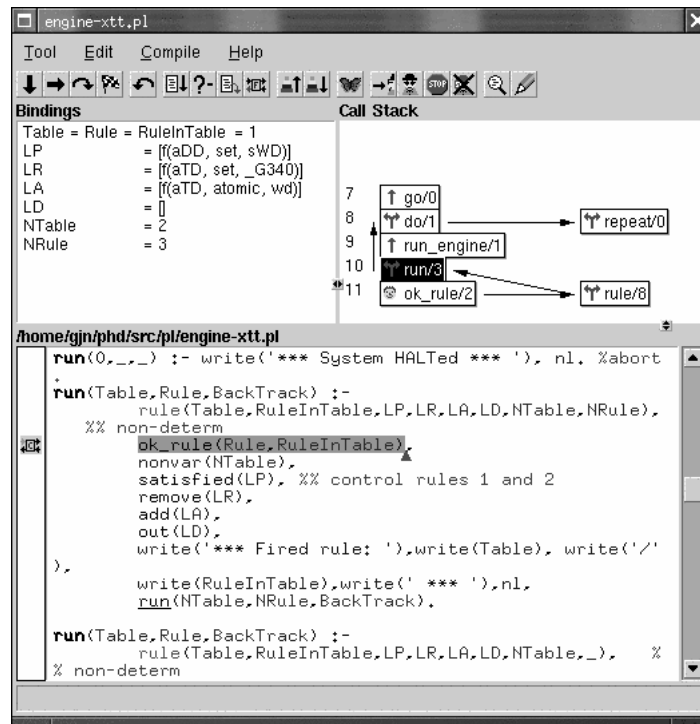 engine-xtt.pl
Tool Edit Compile Help
Bindings
Table = Rule = RuleInTable = 1
LP = [f(aDD, set, sWD)]
LR = [f(aTD, set, _G340)]
LA = [f(aTD, atomic, wd)]
LD = []
NTable = 2
NRule = 3
Call Stack
7 go/0
8 do/1 repeat/0
9 run_engine/1
10 run/3
11 ok_rule/2 rule/8
/home/gjn/phd/src/pl/engine-xtt.pl
run(0,_,_) :- write('*** System HALTed *** '), nl. %abort
.
run(Table,Rule,BackTrack) :-
rule(Table,RuleInTable,LP,LR,LA,LD,NTable,NRule),
%% non-determ
ok_rule(Rule,RuleInTable),
nonvar(NTable),
satisfied(LP), %% control rules 1 and 2
remove(LR),
add(LA),
out(LD),
write('*** Fired rule: '),write(Table), write('/'
),
write(RuleInTable),write(' *** '),nl,
run(NTable,NRule,BackTrack).
run(Table,Rule,BackTrack) :-
rule(Table,RuleInTable,LP,LR,LA,LD,NTable,_), %
% non-determ